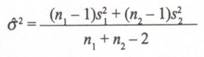 σ̂² = (n₁ − 1)s₁² + (n₂ − 1)s₂² / n₁ + n₂ − 2